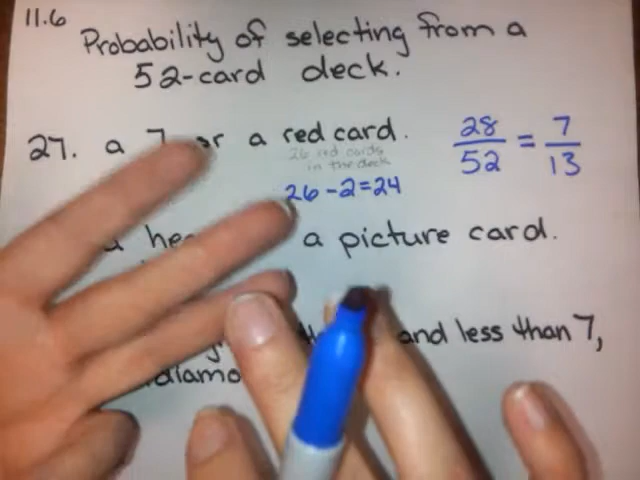 11.6
Probability of selecting from a
52-card deck.
27. a 7 or a red card.
26 red cards
in the deck
28/52 = 7/13
26 - 2 = 24
a picture card.
and less than 7,